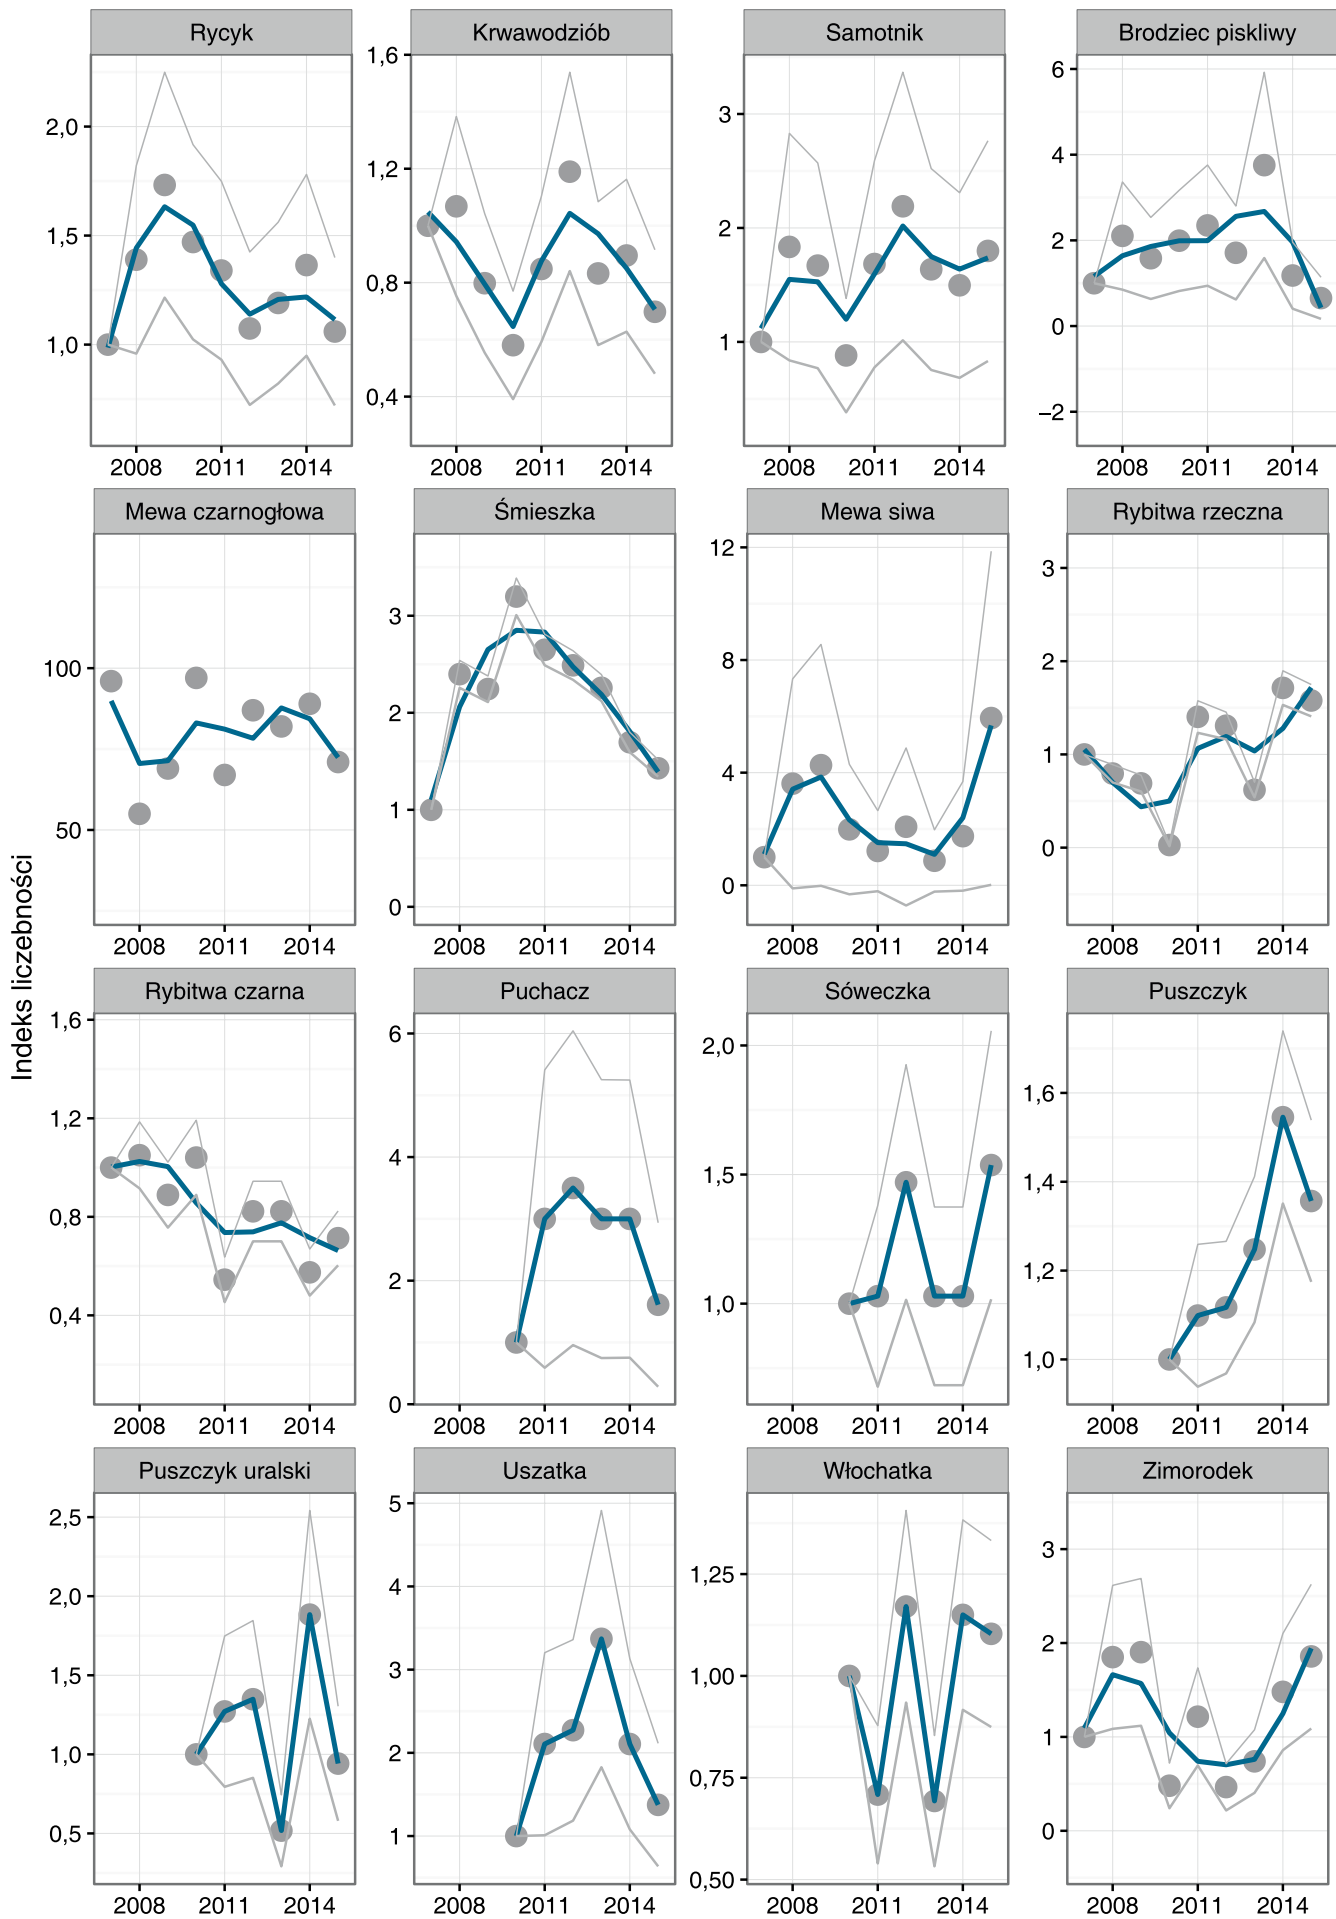 Rycyk
Krwawodziób
Samotnik
Brodziec piskliwy
2,0
1,5
1,0
1,6
1,2
0,8
0,4
3
2
1
6
4
2
0
−2
2008 2011 2014
2008 2011 2014
2008 2011 2014
2008 2011 2014
Mewa czarnogłowa
Śmieszka
Mewa siwa
Rybitwa rzeczna
100
50
3
2
1
0
12
8
4
0
3
2
1
0
2008 2011 2014
2008 2011 2014
2008 2011 2014
2008 2011 2014
Indeks liczebności
Rybitwa czarna
Puchacz
Sóweczka
Puszczyk
1,6
1,2
0,8
0,4
6
4
2
0
2,0
1,5
1,0
1,6
1,4
1,2
1,0
2008 2011 2014
2008 2011 2014
2008 2011 2014
2008 2011 2014
Puszczyk uralski
Uszatka
Włochatka
Zimorodek
2,5
2,0
1,5
1,0
0,5
5
4
3
2
1
1,25
1,00
0,75
0,50
3
2
1
0
2008 2011 2014
2008 2011 2014
2008 2011 2014
2008 2011 2014